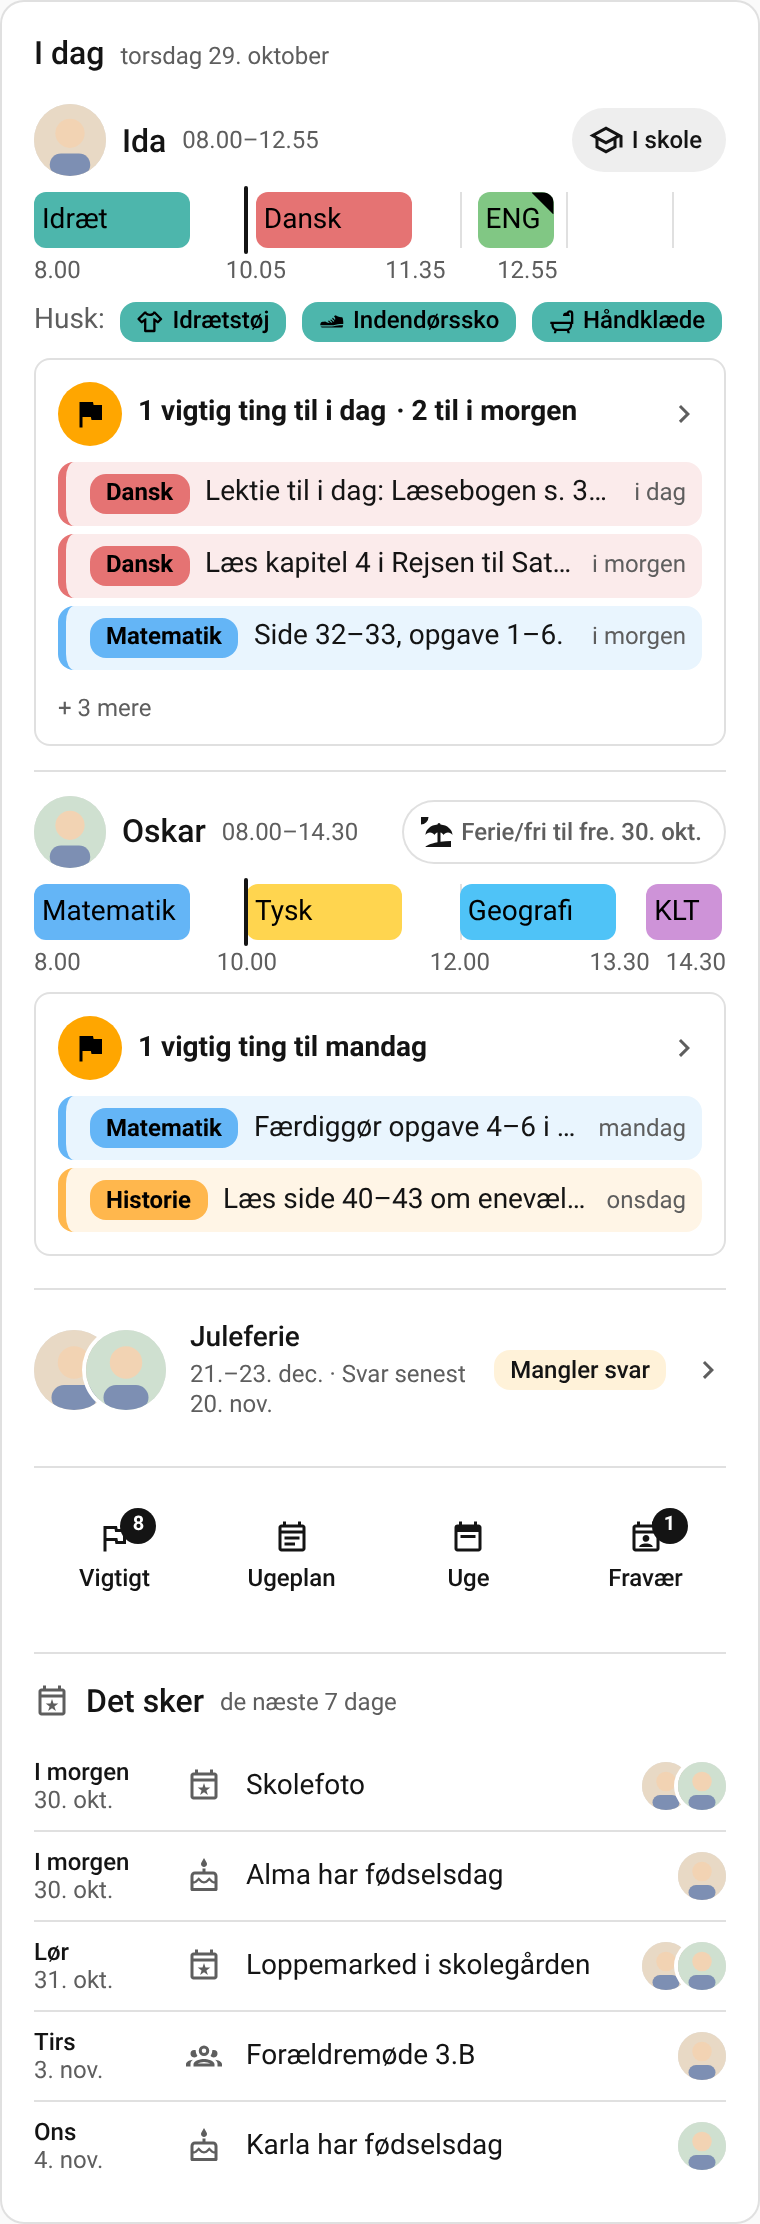 I dag torsdag 29. oktober
Ida 08.00–12.55 I skole
Idræt Dansk ENG
8.00 10.05 11.35 12.55
Husk: Idrætstøj Indendørssko Håndklæde
1 vigtig ting til i dag · 2 til i morgen
Dansk Lektie til i dag: Læsebogen s. 3... i dag
Dansk Læs kapitel 4 i Rejsen til Sat... i morgen
Matematik Side 32–33, opgave 1–6. i morgen
+ 3 mere
Oskar 08.00–14.30 Ferie/fri til fre. 30. okt.
Matematik Tysk Geografi KLT
8.00 10.00 12.00 13.30 14.30
1 vigtig ting til mandag
Matematik Færdiggør opgave 4–6 i ... mandag
Historie Læs side 40–43 om enevæl... onsdag
Juleferie
21.–23. dec. · Svar senest
20. nov.
Mangler svar
8 1
Vigtigt Ugeplan Uge Fravær
Det sker de næste 7 dage
I morgen
30. okt.
Skolefoto
I morgen
30. okt.
Alma har fødselsdag
Lør
31. okt.
Loppemarked i skolegården
Tirs
3. nov.
Forældremøde 3.B
Ons
4. nov.
Karla har fødselsdag